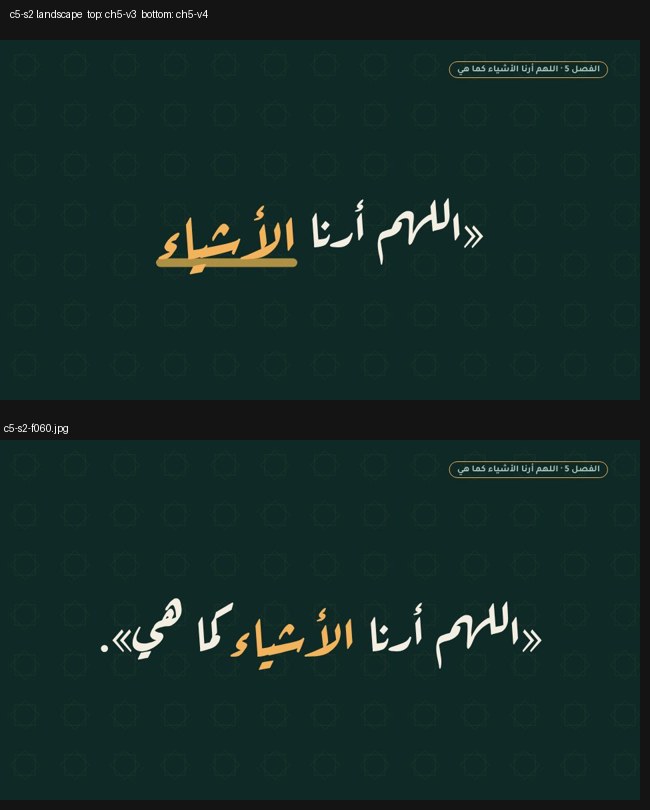 c5-s2 landscape  top: ch5-v3  bottom: ch5-v4
الفصل 5 · اللهم أرنا الأشياء كما هي
«اللهم أرنا الأشياء
c5-s2-f060.jpg
الفصل 5 · اللهم أرنا الأشياء كما هي
«اللهم أرنا الأشياء كما هي».